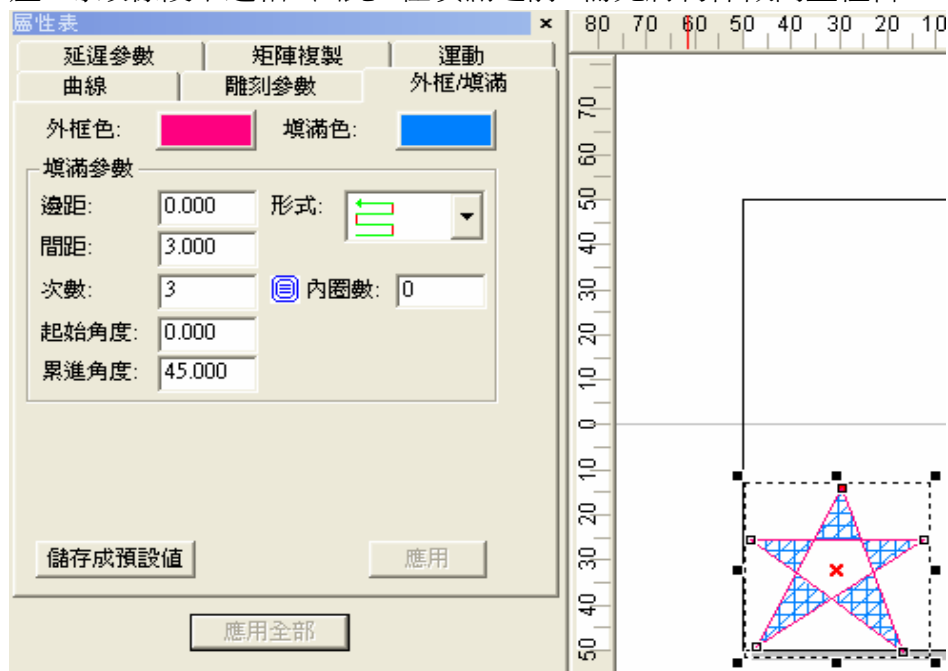 屬性表
80 70 60 50 40 30 20 10
延遲參數 矩陣複製 運動
曲線 雕刻參數 外框/填滿
外框色: 填滿色:
填滿參數
邊距: 0.000 形式:
間距: 3.000
次數: 3 內圈數: 0
起始角度: 0.000
累進角度: 45.000
儲存成預設值 應用
應用全部
70
60
50
40
30
20
10
0
10
20
30
40
50